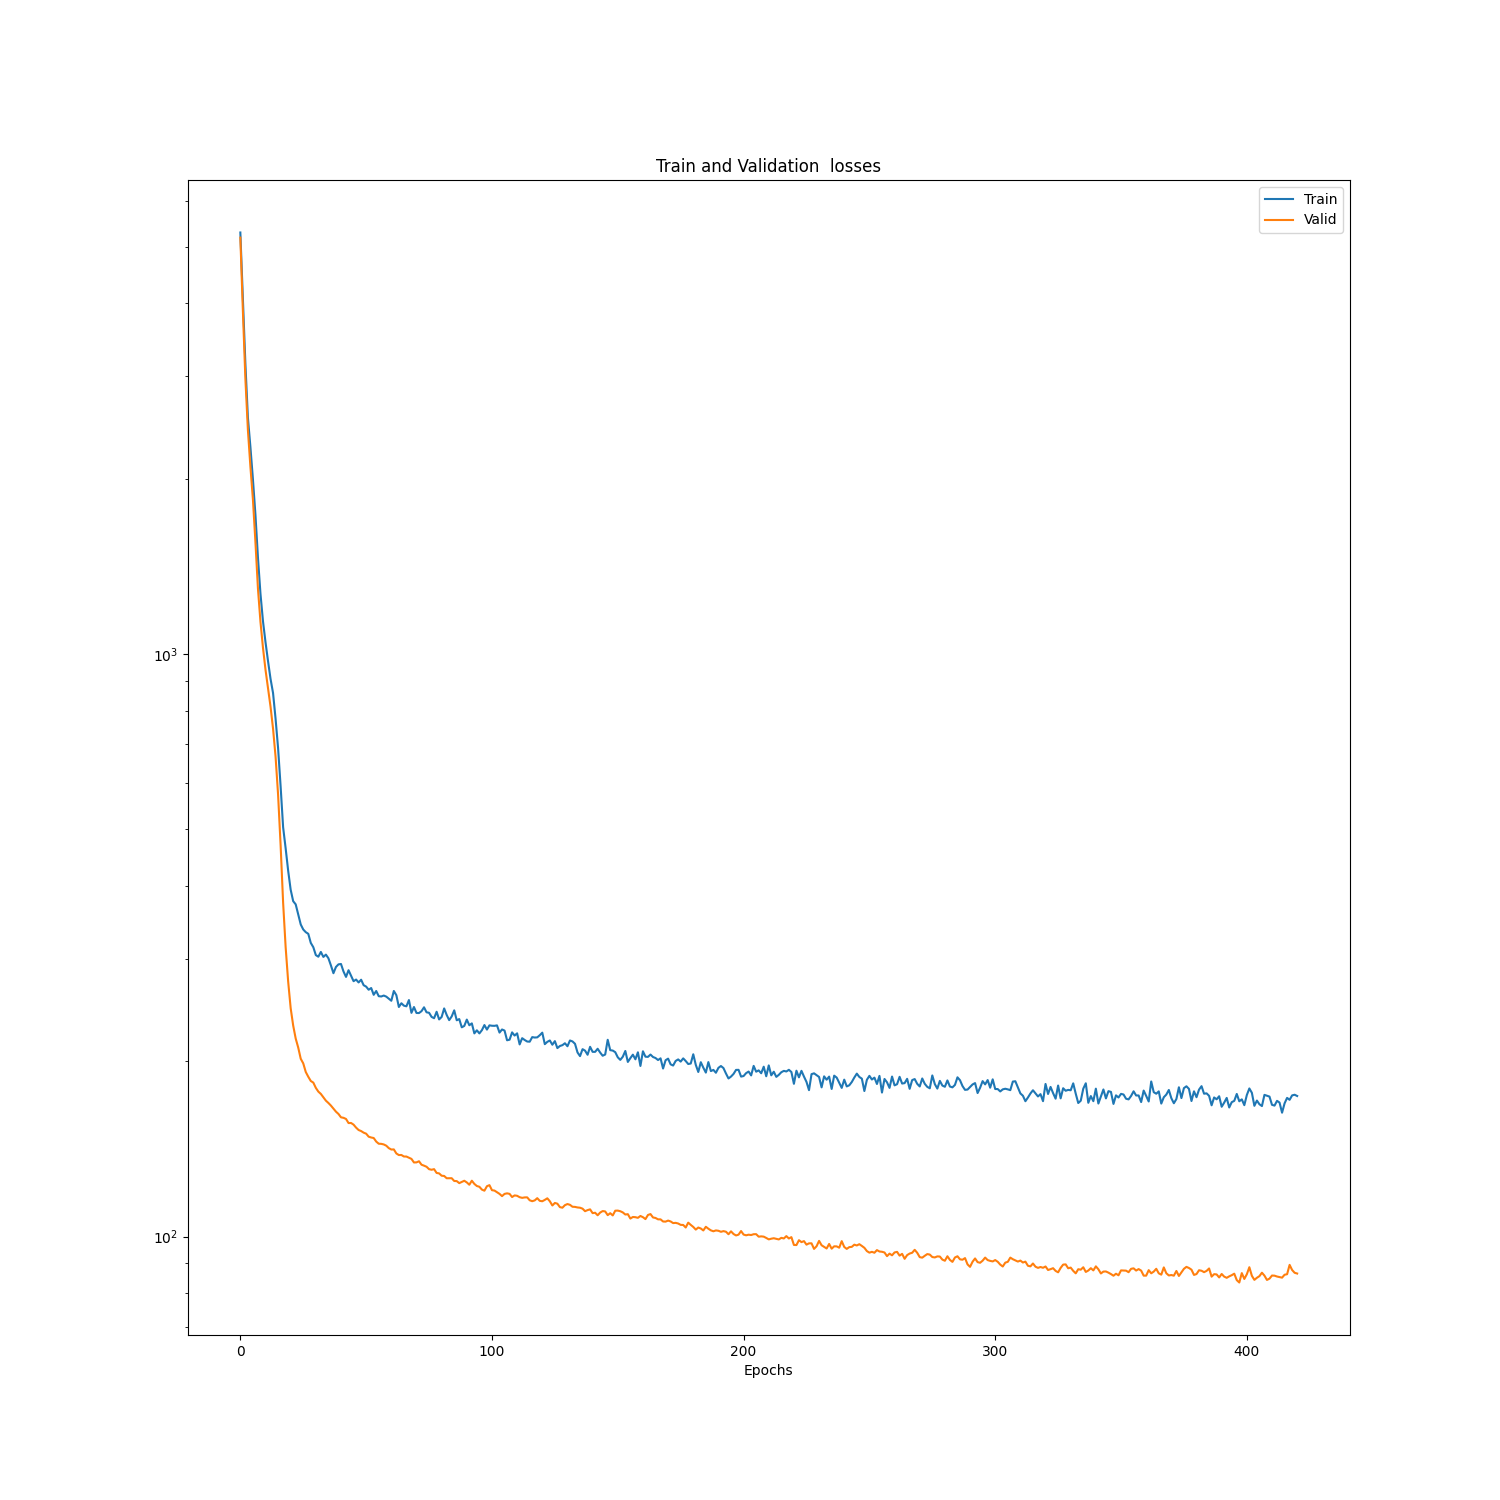 Train and Validation  losses
Train
Valid
10³
10²
0 100 200 300 400
Epochs